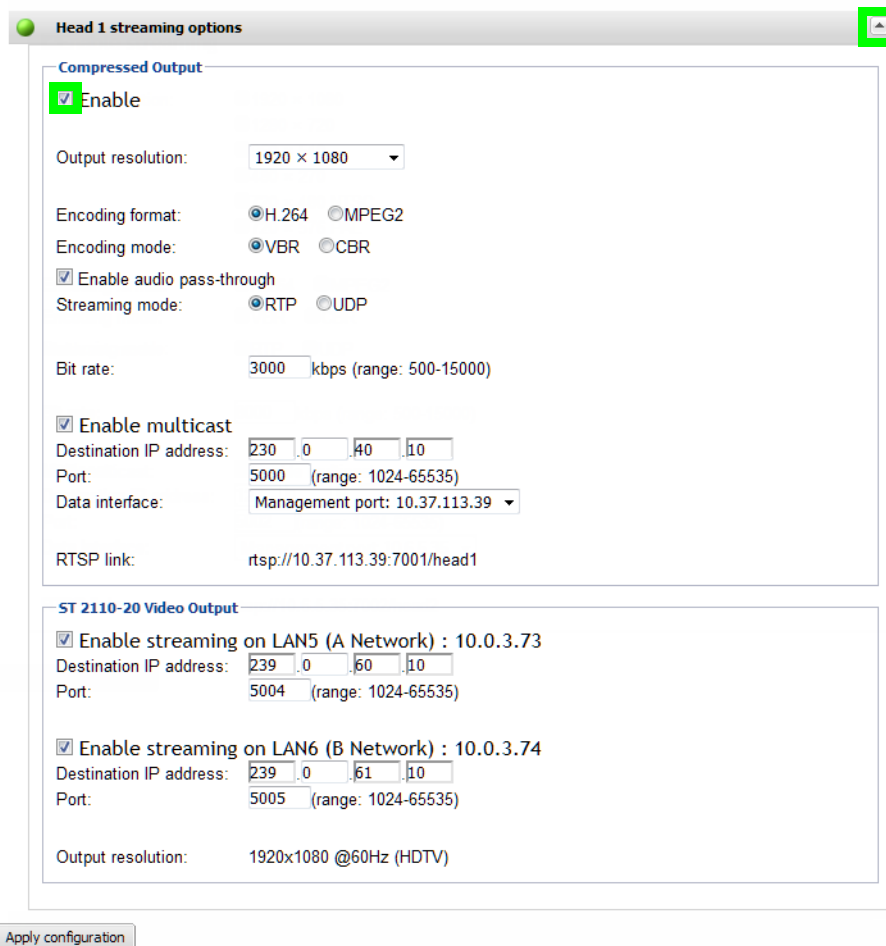 Head 1 streaming options
Compressed Output
Enable
Output resolution: 1920 × 1080
Encoding format: H.264 MPEG2
Encoding mode: VBR CBR
Enable audio pass-through
Streaming mode: RTP UDP
Bit rate: 3000 kbps (range: 500-15000)
Enable multicast
Destination IP address: 230 .0 .40 .10
Port: 5000 (range: 1024-65535)
Data interface: Management port: 10.37.113.39
RTSP link: rtsp://10.37.113.39:7001/head1
ST 2110-20 Video Output
Enable streaming on LAN5 (A Network) : 10.0.3.73
Destination IP address: 239 .0 .60 .10
Port: 5004 (range: 1024-65535)
Enable streaming on LAN6 (B Network) : 10.0.3.74
Destination IP address: 239 .0 .61 .10
Port: 5005 (range: 1024-65535)
Output resolution: 1920x1080 @60Hz (HDTV)
Apply configuration